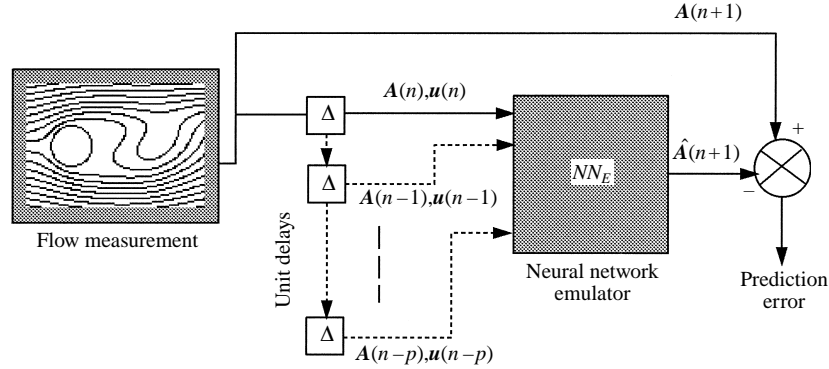 A(n+1)
A(n),u(n)
Δ
+
Â(n+1)
Δ
NN_E
−
A(n−1),u(n−1)
Flow measurement
Unit delays
Neural network
emulator
Prediction
error
Δ
A(n−p),u(n−p)